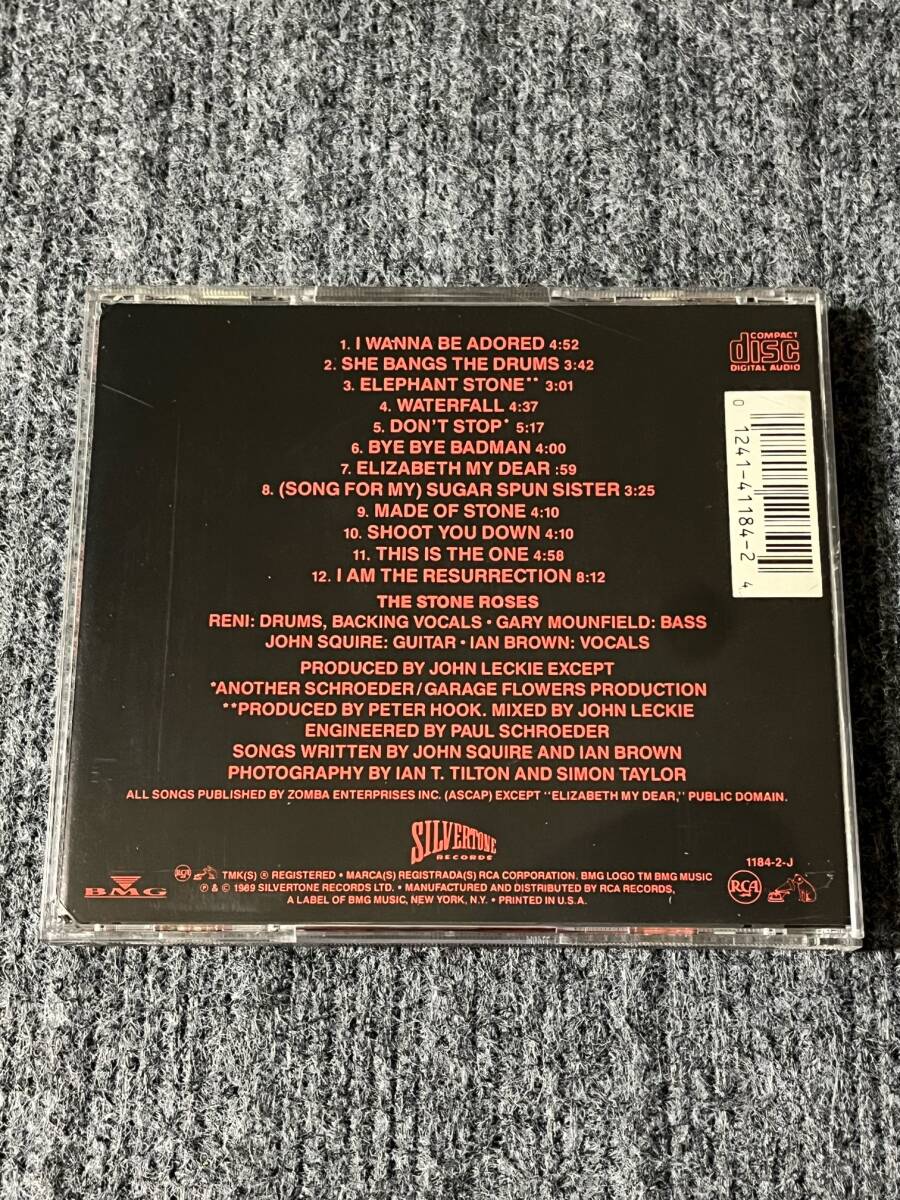 1. I WANNA BE ADORED 4:52
2. SHE BANGS THE DRUMS 3:42
3. ELEPHANT STONE** 3:01
4. WATERFALL 4:37
5. DON'T STOP* 5:17
6. BYE BYE BADMAN 4:00
7. ELIZABETH MY DEAR :59
8. (SONG FOR MY) SUGAR SPUN SISTER 3:25
9. MADE OF STONE 4:10
10. SHOOT YOU DOWN 4:10
11. THIS IS THE ONE 4:58
12. I AM THE RESURRECTION 8:12
COMPACT
disc
DIGITAL AUDIO
0 1241-41184-2 4
THE STONE ROSES
RENI: DRUMS, BACKING VOCALS • GARY MOUNFIELD: BASS
JOHN SQUIRE: GUITAR • IAN BROWN: VOCALS
PRODUCED BY JOHN LECKIE EXCEPT
*ANOTHER SCHROEDER/GARAGE FLOWERS PRODUCTION
**PRODUCED BY PETER HOOK. MIXED BY JOHN LECKIE
ENGINEERED BY PAUL SCHROEDER
SONGS WRITTEN BY JOHN SQUIRE AND IAN BROWN
PHOTOGRAPHY BY IAN T. TILTON AND SIMON TAYLOR
ALL SONGS PUBLISHED BY ZOMBA ENTERPRISES INC. (ASCAP) EXCEPT "ELIZABETH MY DEAR," PUBLIC DOMAIN.
SILVERTONE
RECORDS
1184-2-J
BMG
RCA
TMK(S) ® REGISTERED • MARCA(S) REGISTRADA(S) RCA CORPORATION. BMG LOGO TM BMG MUSIC
℗ & © 1989 SILVERTONE RECORDS LTD. • MANUFACTURED AND DISTRIBUTED BY RCA RECORDS,
A LABEL OF BMG MUSIC, NEW YORK, N.Y. • PRINTED IN U.S.A.
RCA